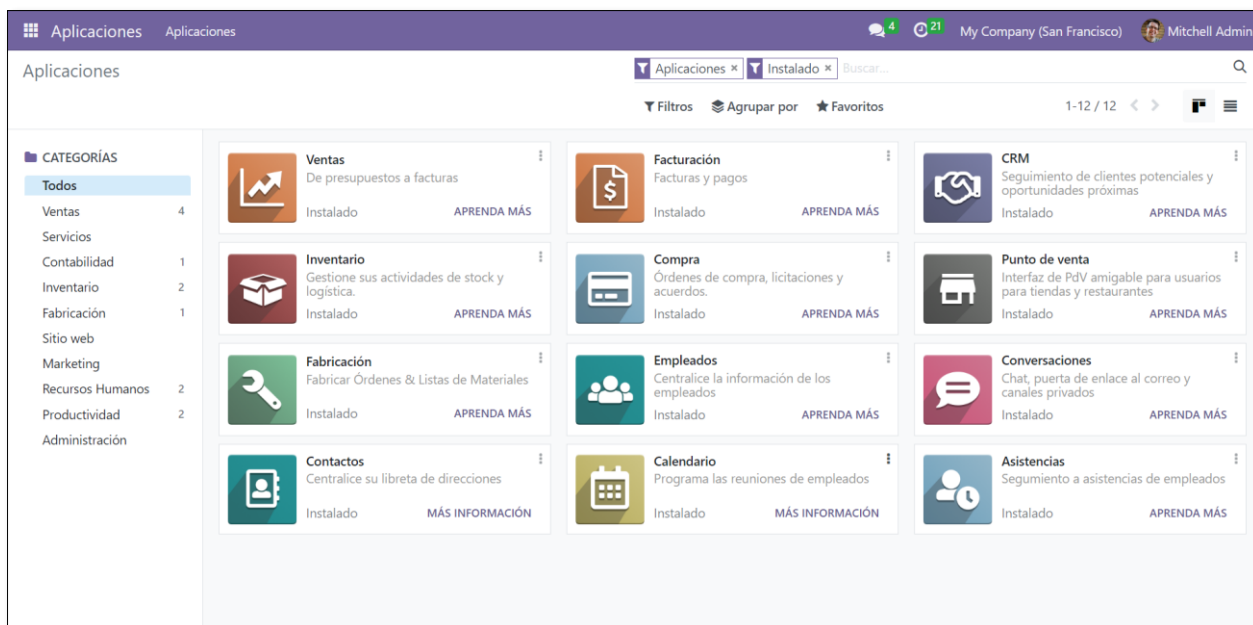 Aplicaciones Aplicaciones 4 21 My Company (San Francisco) Mitchell Admin
Aplicaciones
Aplicaciones × Instalado × Buscar...
Filtros Agrupar por Favoritos 1-12 / 12
CATEGORÍAS
Todos
Ventas 4
Servicios
Contabilidad 1
Inventario 2
Fabricación 1
Sitio web
Marketing
Recursos Humanos 2
Productividad 2
Administración
Ventas
De presupuestos a facturas
Instalado APRENDA MÁS
Facturación
Facturas y pagos
Instalado APRENDA MÁS
CRM
Seguimiento de clientes potenciales y
oportunidades próximas
Instalado APRENDA MÁS
Inventario
Gestione sus actividades de stock y
logística.
Instalado APRENDA MÁS
Compra
Órdenes de compra, licitaciones y
acuerdos.
Instalado APRENDA MÁS
Punto de venta
Interfaz de PdV amigable para usuarios
para tiendas y restaurantes
Instalado APRENDA MÁS
Fabricación
Fabricar Órdenes & Listas de Materiales
Instalado APRENDA MÁS
Empleados
Centralice la información de los
empleados
Instalado APRENDA MÁS
Conversaciones
Chat, puerta de enlace al correo y
canales privados
Instalado APRENDA MÁS
Contactos
Centralice su libreta de direcciones
Instalado MÁS INFORMACIÓN
Calendario
Programa las reuniones de empleados
Instalado MÁS INFORMACIÓN
Asistencias
Segumiento a asistencias de empleados
Instalado APRENDA MÁS